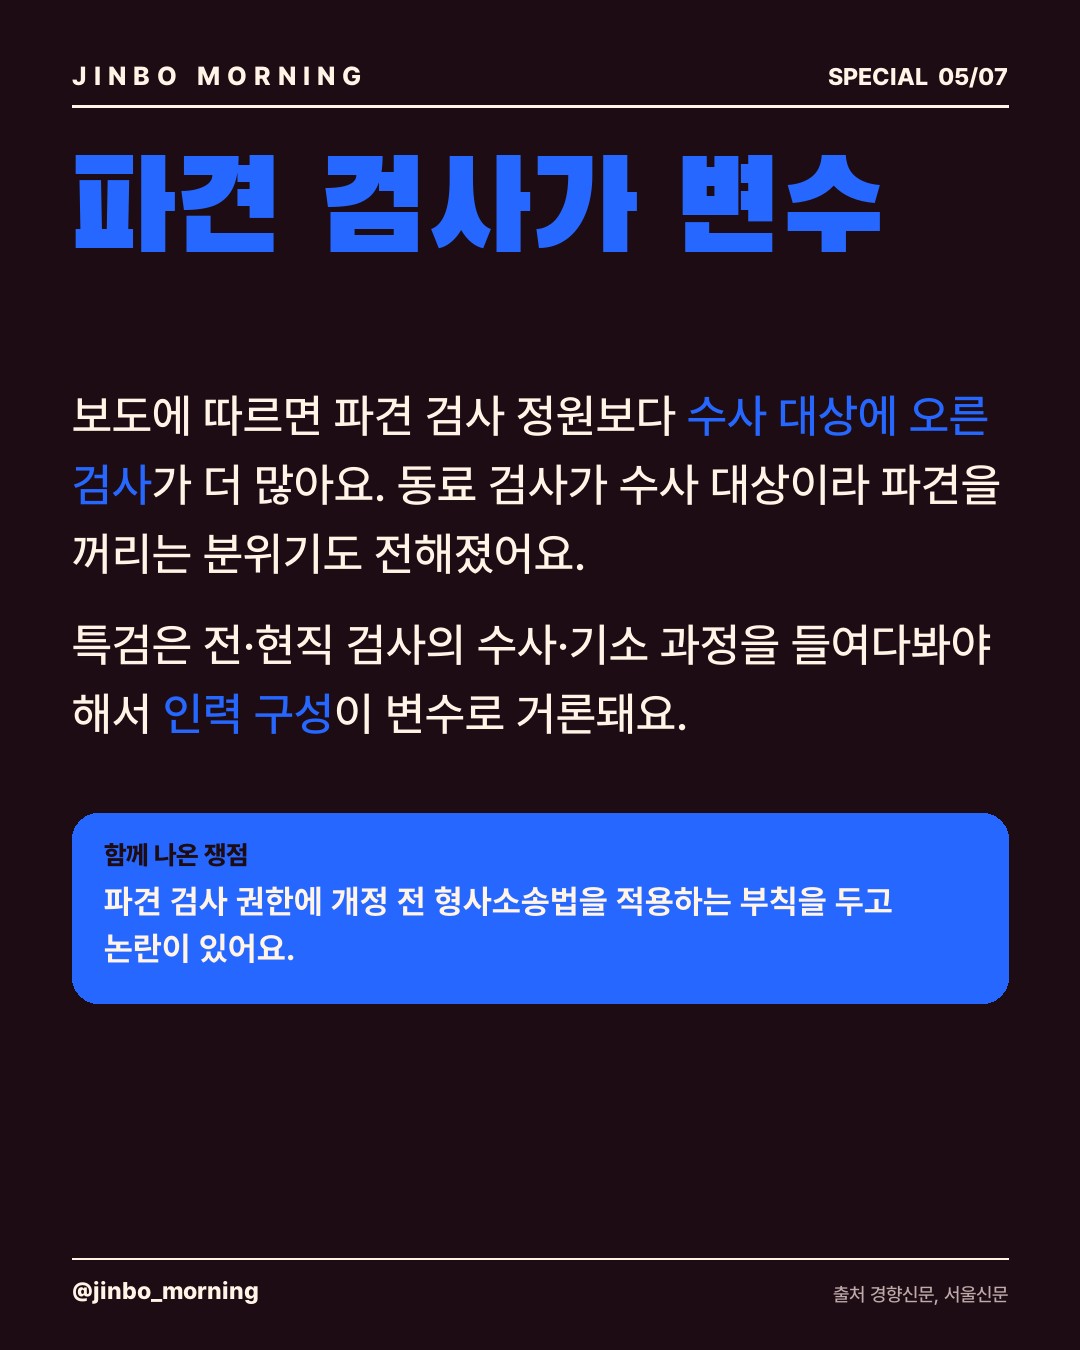 JINBO MORNING
SPECIAL 05/07
파견 검사가 변수
보도에 따르면 파견 검사 정원보다 수사 대상에 오른
검사가 더 많아요. 동료 검사가 수사 대상이라 파견을
꺼리는 분위기도 전해졌어요.
특검은 전·현직 검사의 수사·기소 과정을 들여다봐야
해서 인력 구성이 변수로 거론돼요.
함께 나온 쟁점
파견 검사 권한에 개정 전 형사소송법을 적용하는 부칙을 두고
논란이 있어요.
@jinbo_morning
출처 경향신문, 서울신문